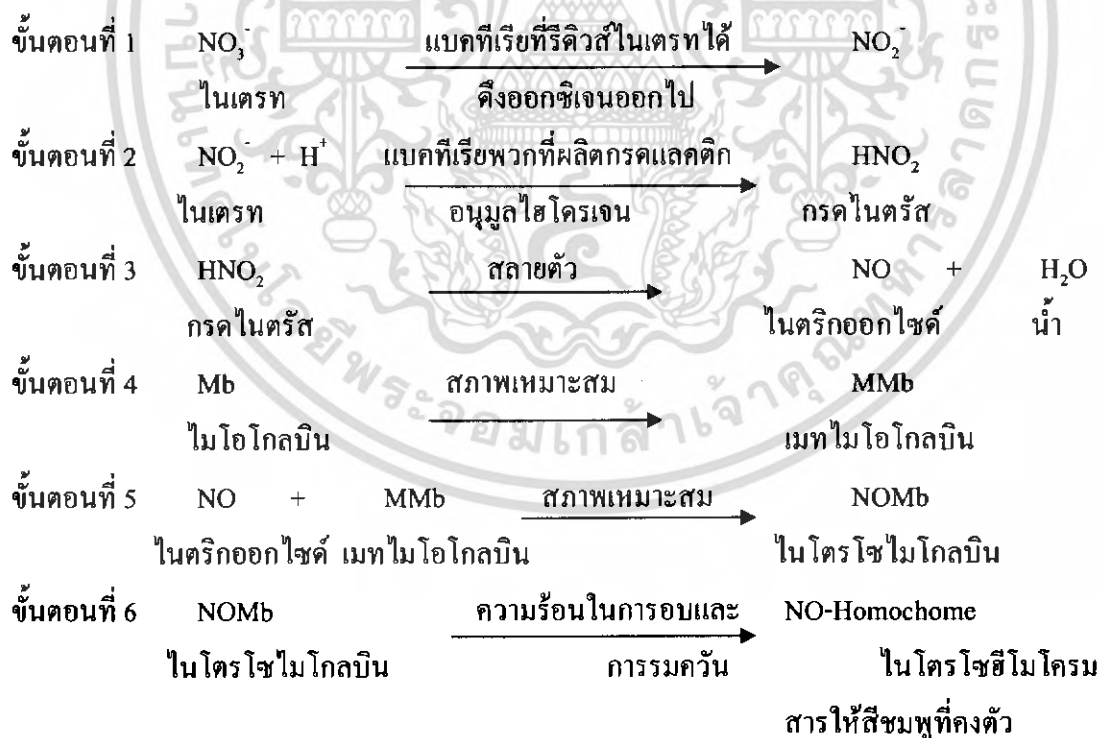 ขั้นตอนที่ 1 NO₃⁻ แบคทีเรียที่รีดิวส์ไนเตรทได้ NO₂⁻
ไนเตรท ดึงออกซิเจนออกไป
ขั้นตอนที่ 2 NO₂⁻ + H⁺ แบคทีเรียพวกที่ผลิตกรดแลคติก HNO₂
ไนเตรท อนุมูลไฮโดรเจน กรดไนตรัส
ขั้นตอนที่ 3 HNO₂ สลายตัว NO + H₂O
กรดไนตรัส ไนตริกออกไซด์ น้ำ
ขั้นตอนที่ 4 Mb สภาพเหมาะสม MMb
ไมโอโกลบิน เมทไมโอโกลบิน
ขั้นตอนที่ 5 NO + MMb สภาพเหมาะสม NOMb
ไนตริกออกไซด์ เมทไมโอโกลบิน ไนโตรโซไมโกลบิน
ขั้นตอนที่ 6 NOMb ความร้อนในการอบและ NO-Homochome
ไนโตรโซไมโกลบิน การรมควัน ไนโตรโซฮีโมโครม
สารให้สีชมพูที่คงตัว